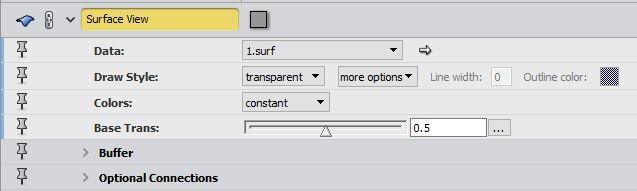 Surface View
Data: 1.surf
Draw Style: transparent more options Line width: 0 Outline color:
Colors: constant
Base Trans: 0.5 ...
Buffer
Optional Connections